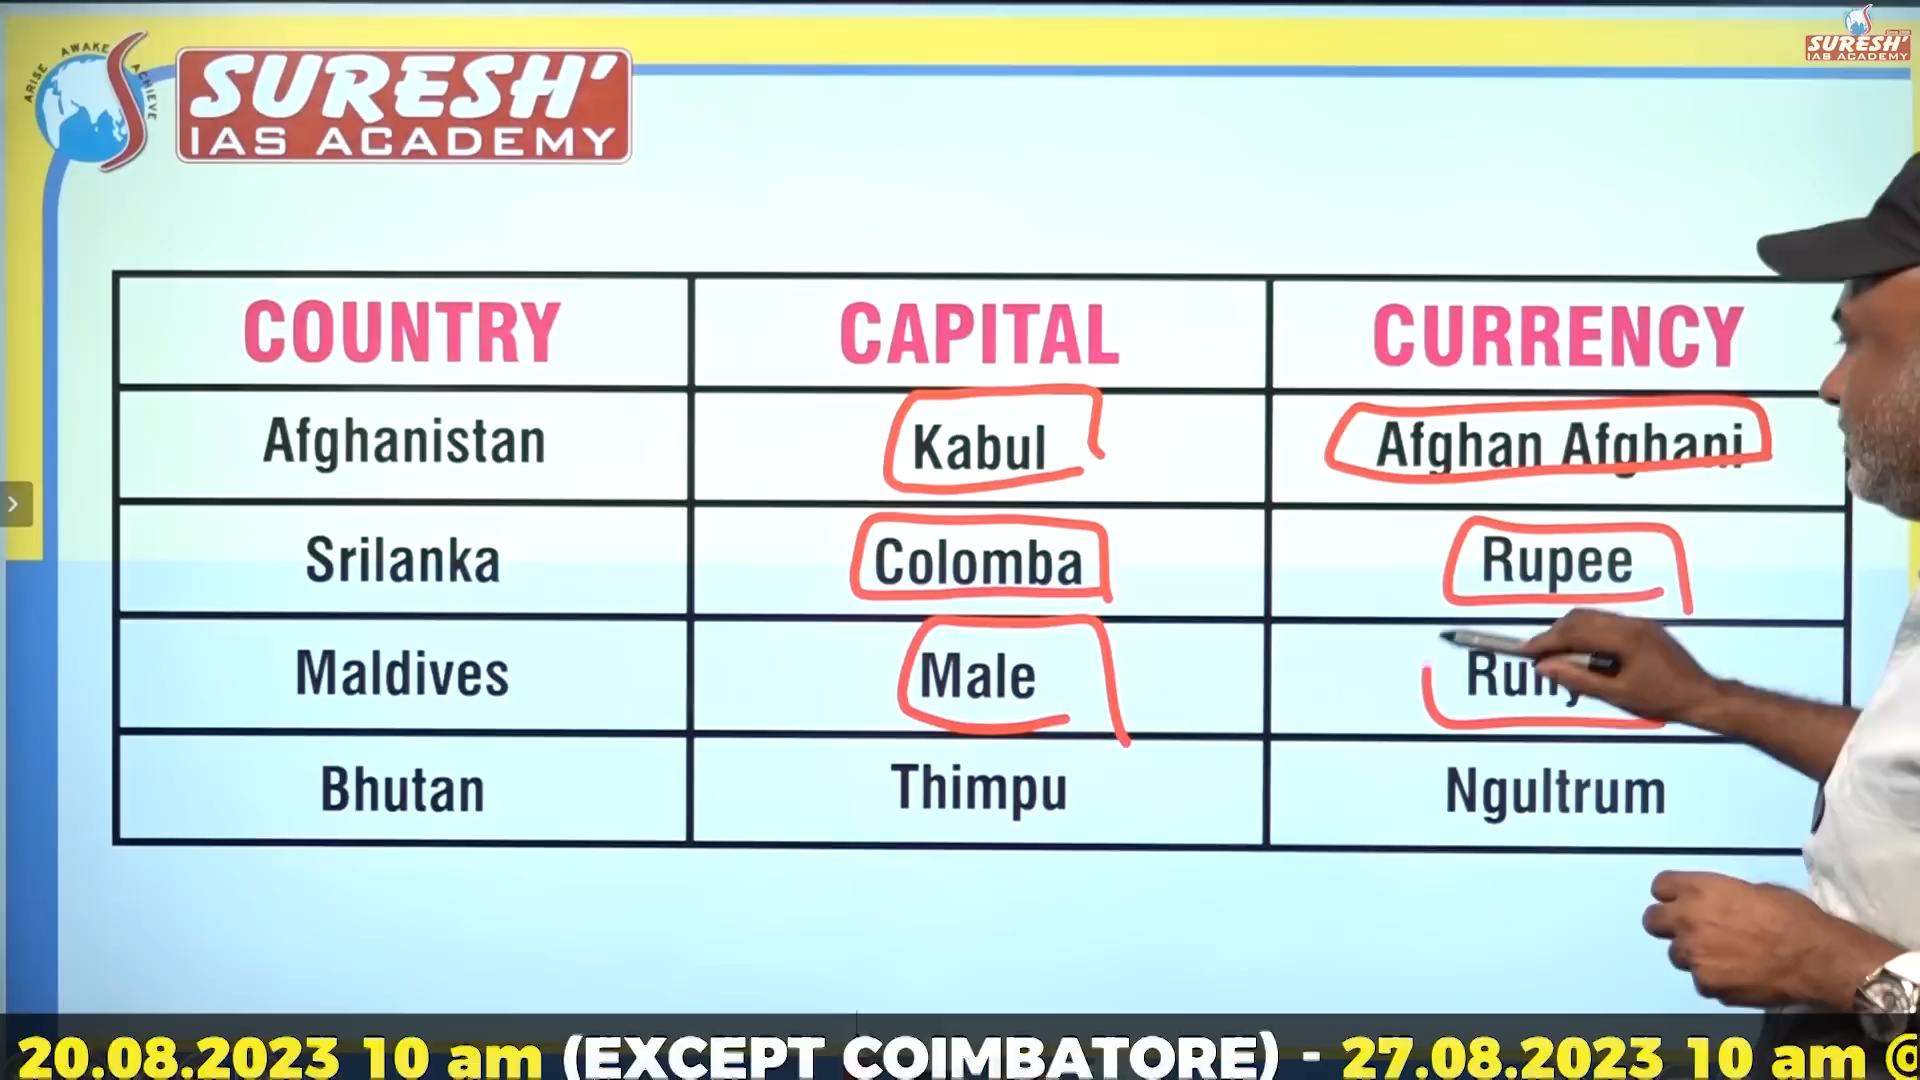 ARISE AWAKE ACHIEVE
SURESH'
IAS ACADEMY
SURESH'
IAS ACADEMY
COUNTRY CAPITAL CURRENCY
Afghanistan Kabul Afghan Afghani
Srilanka Colomba Rupee
Maldives Male
Bhutan Thimpu Ngultrum
20.08.2023 10 am (EXCEPT COIMBATORE) - 27.08.2023 10 am @